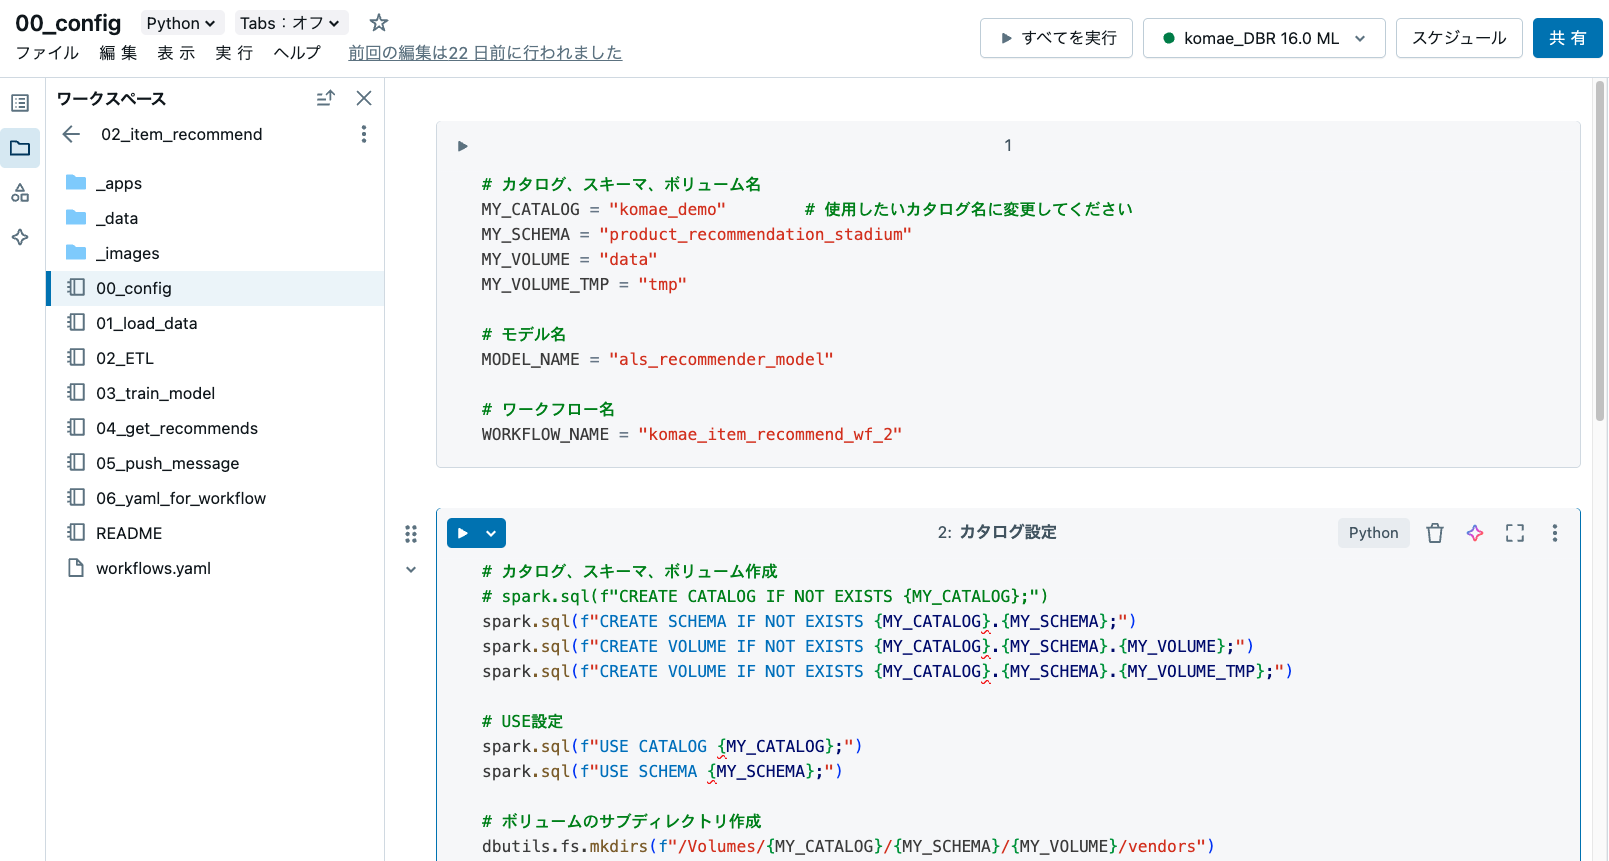 00_config Python Tabs：オフ
ファイル 編集 表示 実行 ヘルプ 前回の編集は22 日前に行われました
すべてを実行 komae_DBR 16.0 ML スケジュール 共有
ワークスペース
02_item_recommend
_apps
_data
_images
00_config
01_load_data
02_ETL
03_train_model
04_get_recommends
05_push_message
06_yaml_for_workflow
README
workflows.yaml
1
# カタログ、スキーマ、ボリューム名
MY_CATALOG = "komae_demo" # 使用したいカタログ名に変更してください
MY_SCHEMA = "product_recommendation_stadium"
MY_VOLUME = "data"
MY_VOLUME_TMP = "tmp"
# モデル名
MODEL_NAME = "als_recommender_model"
# ワークフロー名
WORKFLOW_NAME = "komae_item_recommend_wf_2"
2: カタログ設定 Python
# カタログ、スキーマ、ボリューム作成
# spark.sql(f"CREATE CATALOG IF NOT EXISTS {MY_CATALOG};")
spark.sql(f"CREATE SCHEMA IF NOT EXISTS {MY_CATALOG}.{MY_SCHEMA};")
spark.sql(f"CREATE VOLUME IF NOT EXISTS {MY_CATALOG}.{MY_SCHEMA}.{MY_VOLUME};")
spark.sql(f"CREATE VOLUME IF NOT EXISTS {MY_CATALOG}.{MY_SCHEMA}.{MY_VOLUME_TMP};")
# USE設定
spark.sql(f"USE CATALOG {MY_CATALOG};")
spark.sql(f"USE SCHEMA {MY_SCHEMA};")
# ボリュームのサブディレクトリ作成
dbutils.fs.mkdirs(f"/Volumes/{MY_CATALOG}/{MY_SCHEMA}/{MY_VOLUME}/vendors")